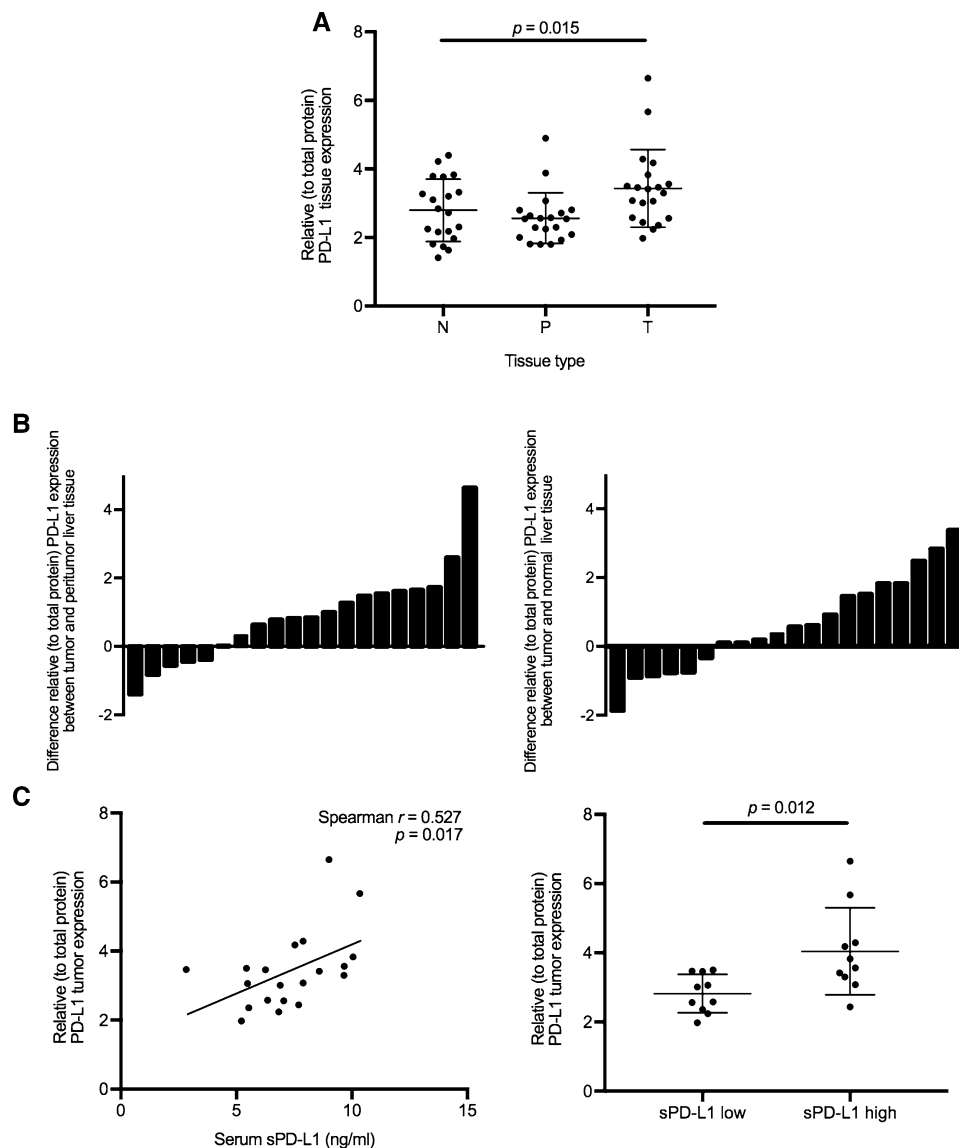 A
p = 0.015
Relative (to total protein)
PD-L1 tissue expression
8
6
4
2
0
N P T
Tissue type
B
Difference relative (to total protein) PD-L1 expression
between tumor and peritumor liver tissue
4
2
0
-2
Difference relative (to total protein) PD-L1 expression
between tumor and normal liver tissue
4
2
0
-2
C
Relative (to total protein)
PD-L1 tumor expression
8
6
4
2
0
Spearman r = 0.527
p = 0.017
0 5 10 15
Serum sPD-L1 (ng/ml)
Relative (to total protein)
PD-L1 tumor expression
8
6
4
2
0
p = 0.012
sPD-L1 low sPD-L1 high